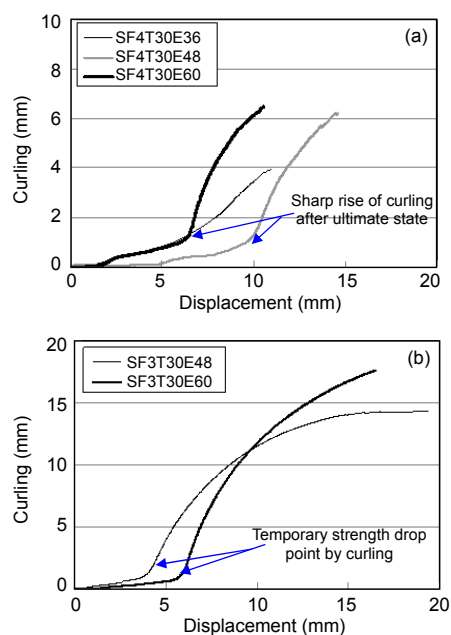 (a)
SF4T30E36
SF4T30E48
SF4T30E60
10
8
6
4
2
0
Curling (mm)
Sharp rise of curling
after ultimate state
0
5
10
15
20
Displacement (mm)
(b)
SF3T30E48
SF3T30E60
20
15
10
5
0
Curling (mm)
Temporary strength drop
point by curling
0
5
10
15
20
Displacement (mm)